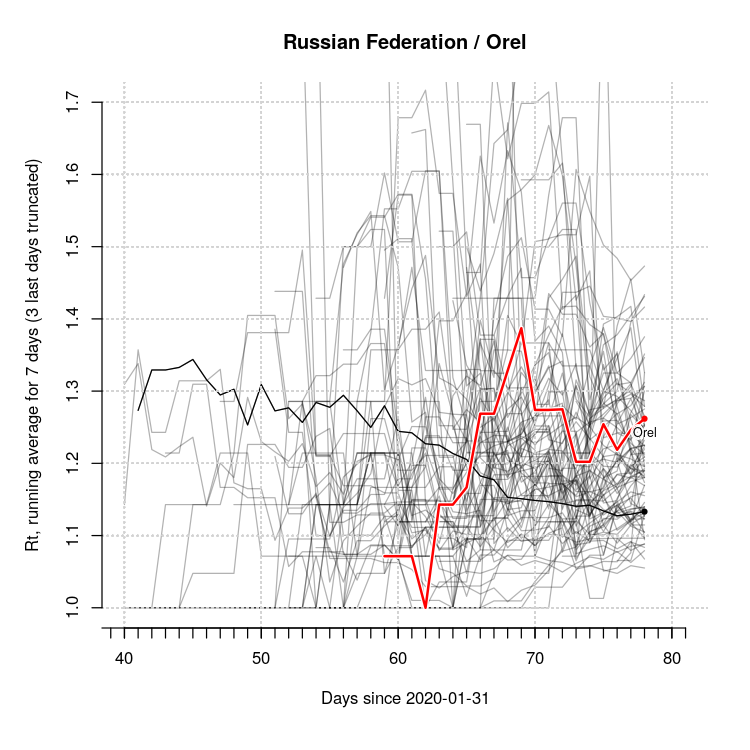 Russian Federation / Orel
Rt, running average for 7 days (3 last days truncated)
1.7
1.6
1.5
1.4
1.3
1.2
1.1
1.0
Orel
40 50 60 70 80
Days since 2020-01-31